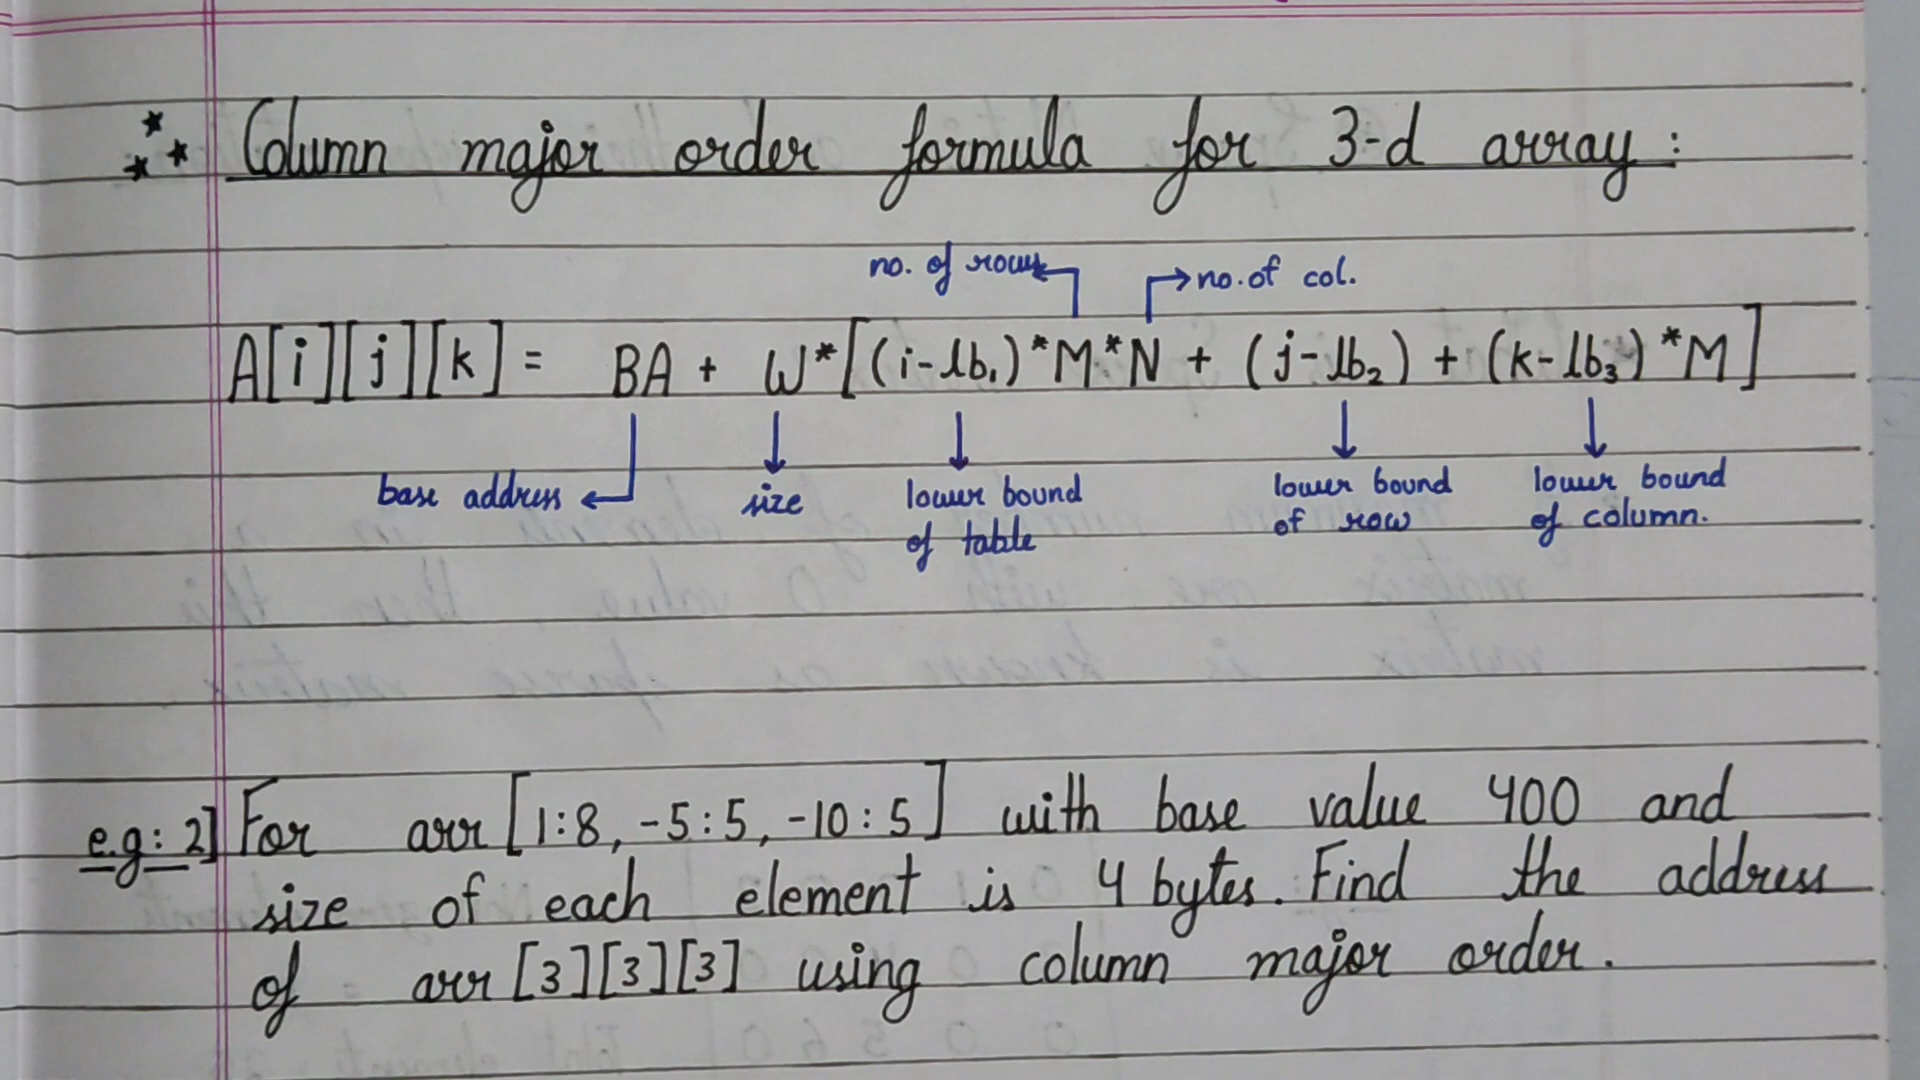 Column major order formula for 3-d array :
no. of rows no. of col.
A[i][j][k] = BA + W*[(i-lb₁)*M*N + (j-lb₂) + (k-lb₃)*M]
base address size lower bound of table lower bound of row lower bound of column.
e.g: 2] For arr [1:8, -5:5, -10:5] with base value 400 and
size of each element is 4 bytes. Find the address
of arr [3][3][3] using column major order.